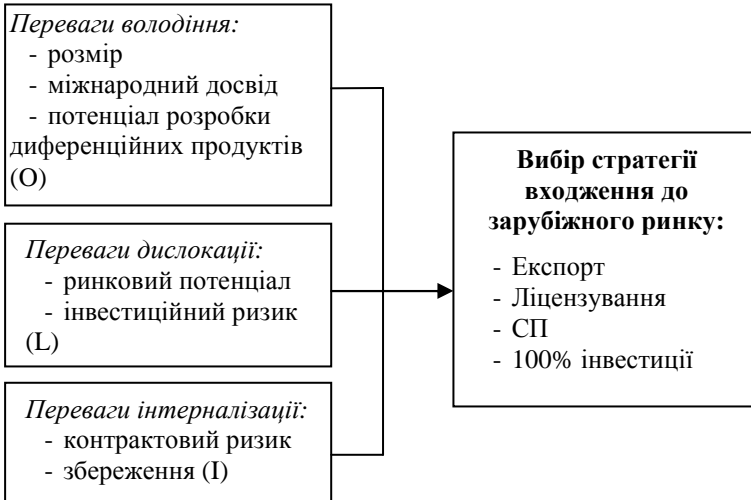 Переваги володіння:
- розмір
- міжнародний досвід
- потенціал розробки
диференційних продуктів
(О)
Переваги дислокації:
- ринковий потенціал
- інвестиційний ризик
(L)
Переваги інтерналізації:
- контрактовий ризик
- збереження (І)
Вибір стратегії
входження до
зарубіжного ринку:
- Експорт
- Ліцензування
- СП
- 100% інвестиції